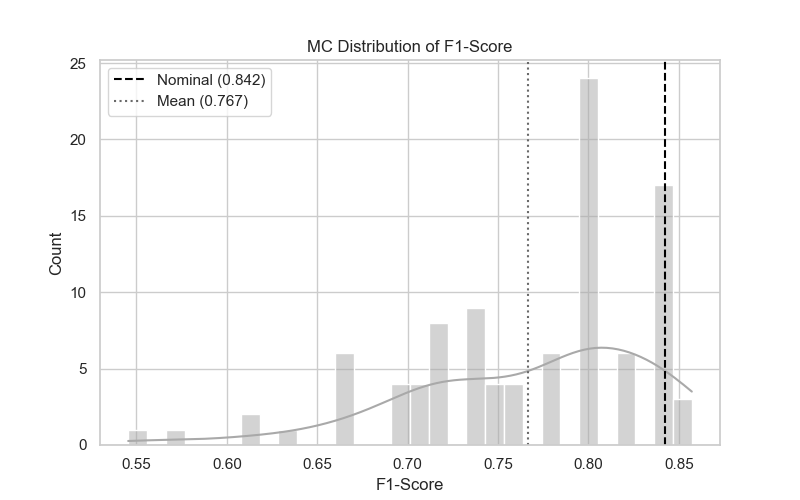 MC Distribution of F1-Score
Nominal (0.842)
Mean (0.767)
Count
25
20
15
10
5
0
0.55 0.60 0.65 0.70 0.75 0.80 0.85
F1-Score